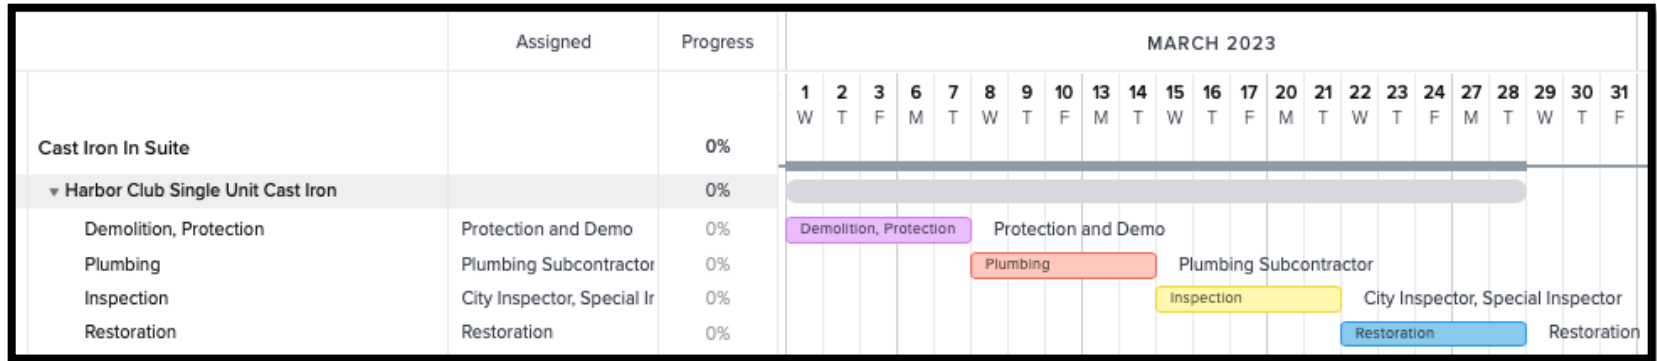 Assigned Progress MARCH 2023
1 2 3 6 7 8 9 10 13 14 15 16 17 20 21 22 23 24 27 28 29 30 31
W T F M T W T F M T W T F M T W T F M T W T F
Cast Iron In Suite 0%
Harbor Club Single Unit Cast Iron 0%
Demolition, Protection Protection and Demo 0% Demolition, Protection Protection and Demo
Plumbing Plumbing Subcontractor 0% Plumbing Plumbing Subcontractor
Inspection City Inspector, Special Ir 0% Inspection City Inspector, Special Inspector
Restoration Restoration 0% Restoration Restoration